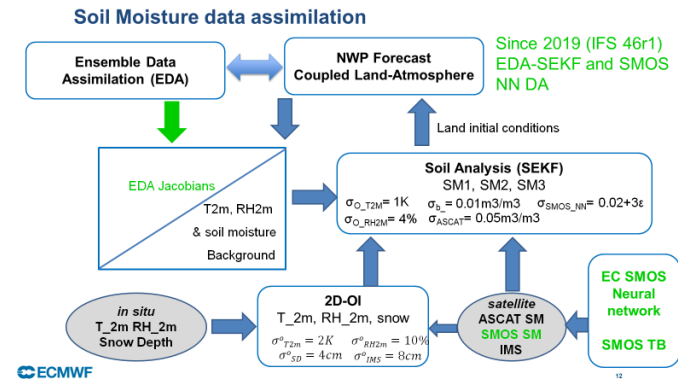 Soil Moisture data assimilation
Ensemble Data
Assimilation (EDA)
NWP Forecast
Coupled Land-Atmosphere
Since 2019 (IFS 46r1)
EDA-SEKF and SMOS
NN DA
Land initial conditions
EDA Jacobians
T2m, RH2m
& soil moisture
Background
Soil Analysis (SEKF)
SM1, SM2, SM3
σO_T2M= 1K σb_= 0.01m3/m3 σSMOS_NN= 0.02+3ε
σO_RH2M= 4% σASCAT= 0.05m3/m3
in situ
T_2m RH_2m
Snow Depth
2D-OI
T_2m, RH_2m, snow
σ°T2m = 2K σ°RH2m = 10%
σ°SD = 4cm σ°IMS = 8cm
satellite
ASCAT SM
SMOS SM
IMS
EC SMOS
Neural
network
SMOS TB
ECMWF
12